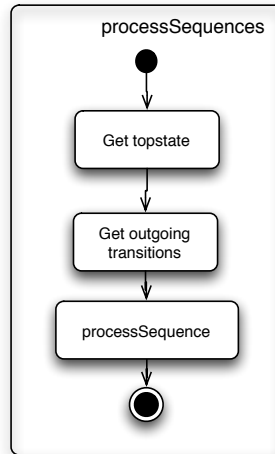 processSequences
Get topstate
Get outgoing
transitions
processSequence